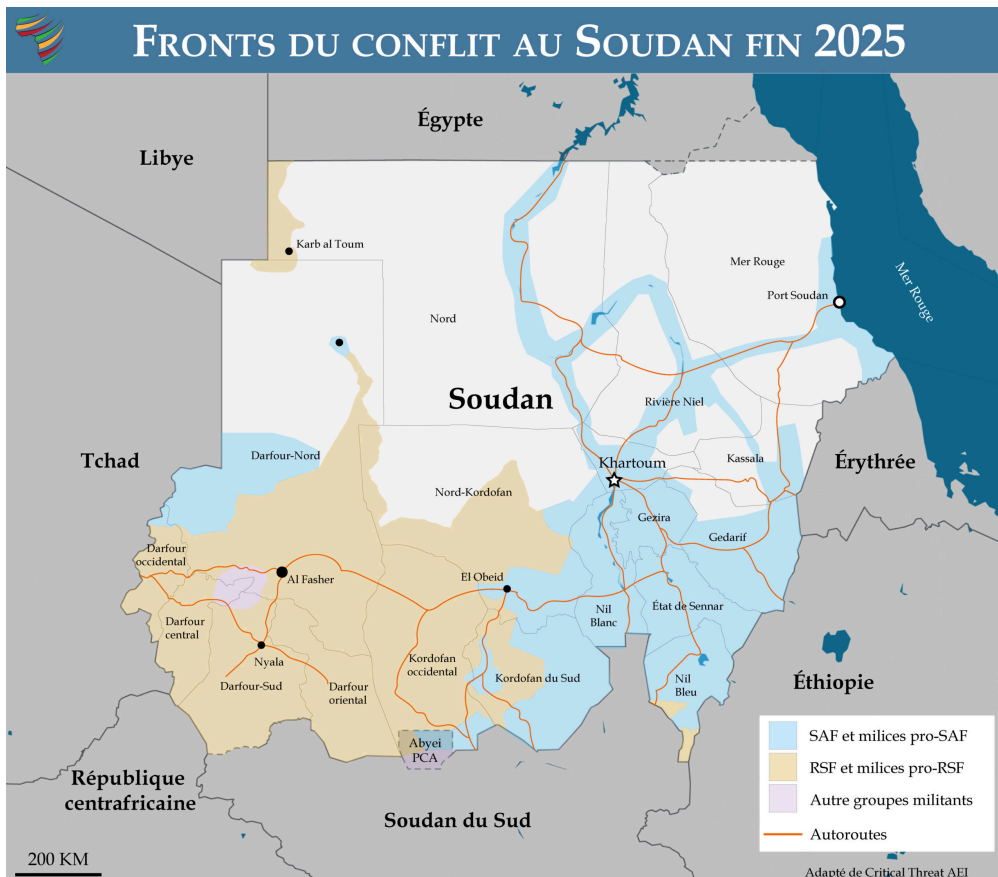 FRONTS DU CONFLIT AU SOUDAN FIN 2025
Égypte
Libye
Karb al Toum
Mer Rouge
Mer Rouge
Port Soudan
Nord
Soudan
Rivière Niel
Tchad
Darfour-Nord
Khartoum
Kassala
Érythrée
Nord-Kordofan
Gezira
Gedarif
Darfour
occidental
Al Fasher
El Obeid
Nil
Blanc
État de Sennar
Darfour
central
Nyala
Darfour-Sud
Darfour
oriental
Kordofan
occidental
Kordofan du Sud
Nil
Bleu
Éthiopie
Abyei
PCA
République
centrafricaine
Soudan du Sud
SAF et milices pro-SAF
RSF et milices pro-RSF
Autre groupes militants
Autoroutes
200 KM
Adapté de Critical Threat AEI